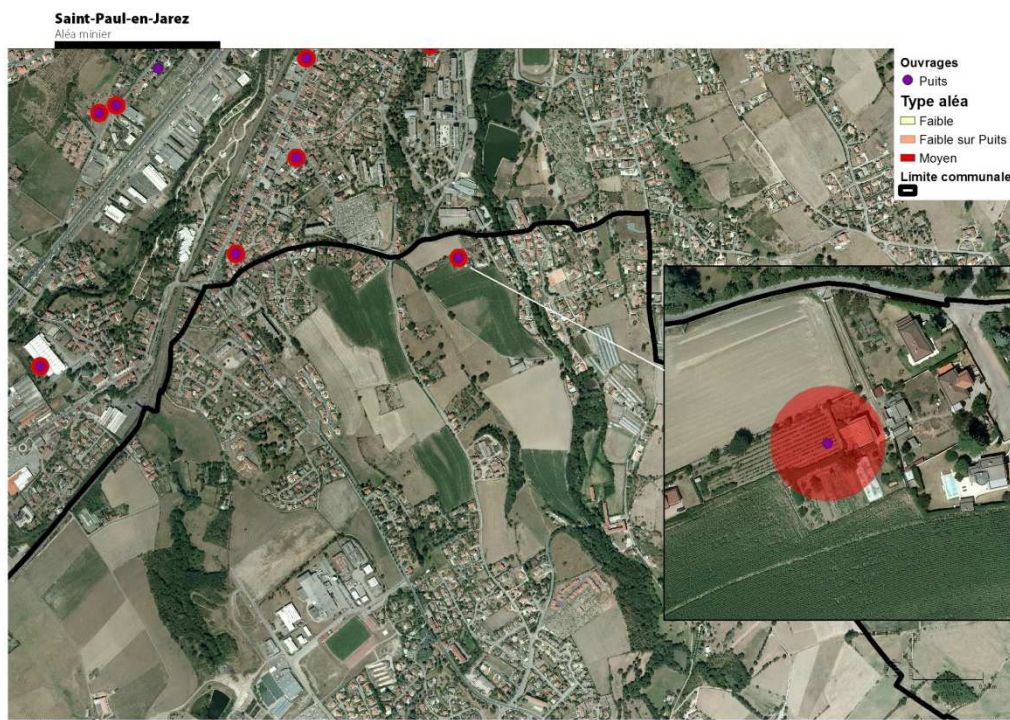 Saint-Paul-en-Jarez
Aléa minier
Ouvrages
Puits
Type aléa
Faible
Faible sur Puits
Moyen
Limite communale